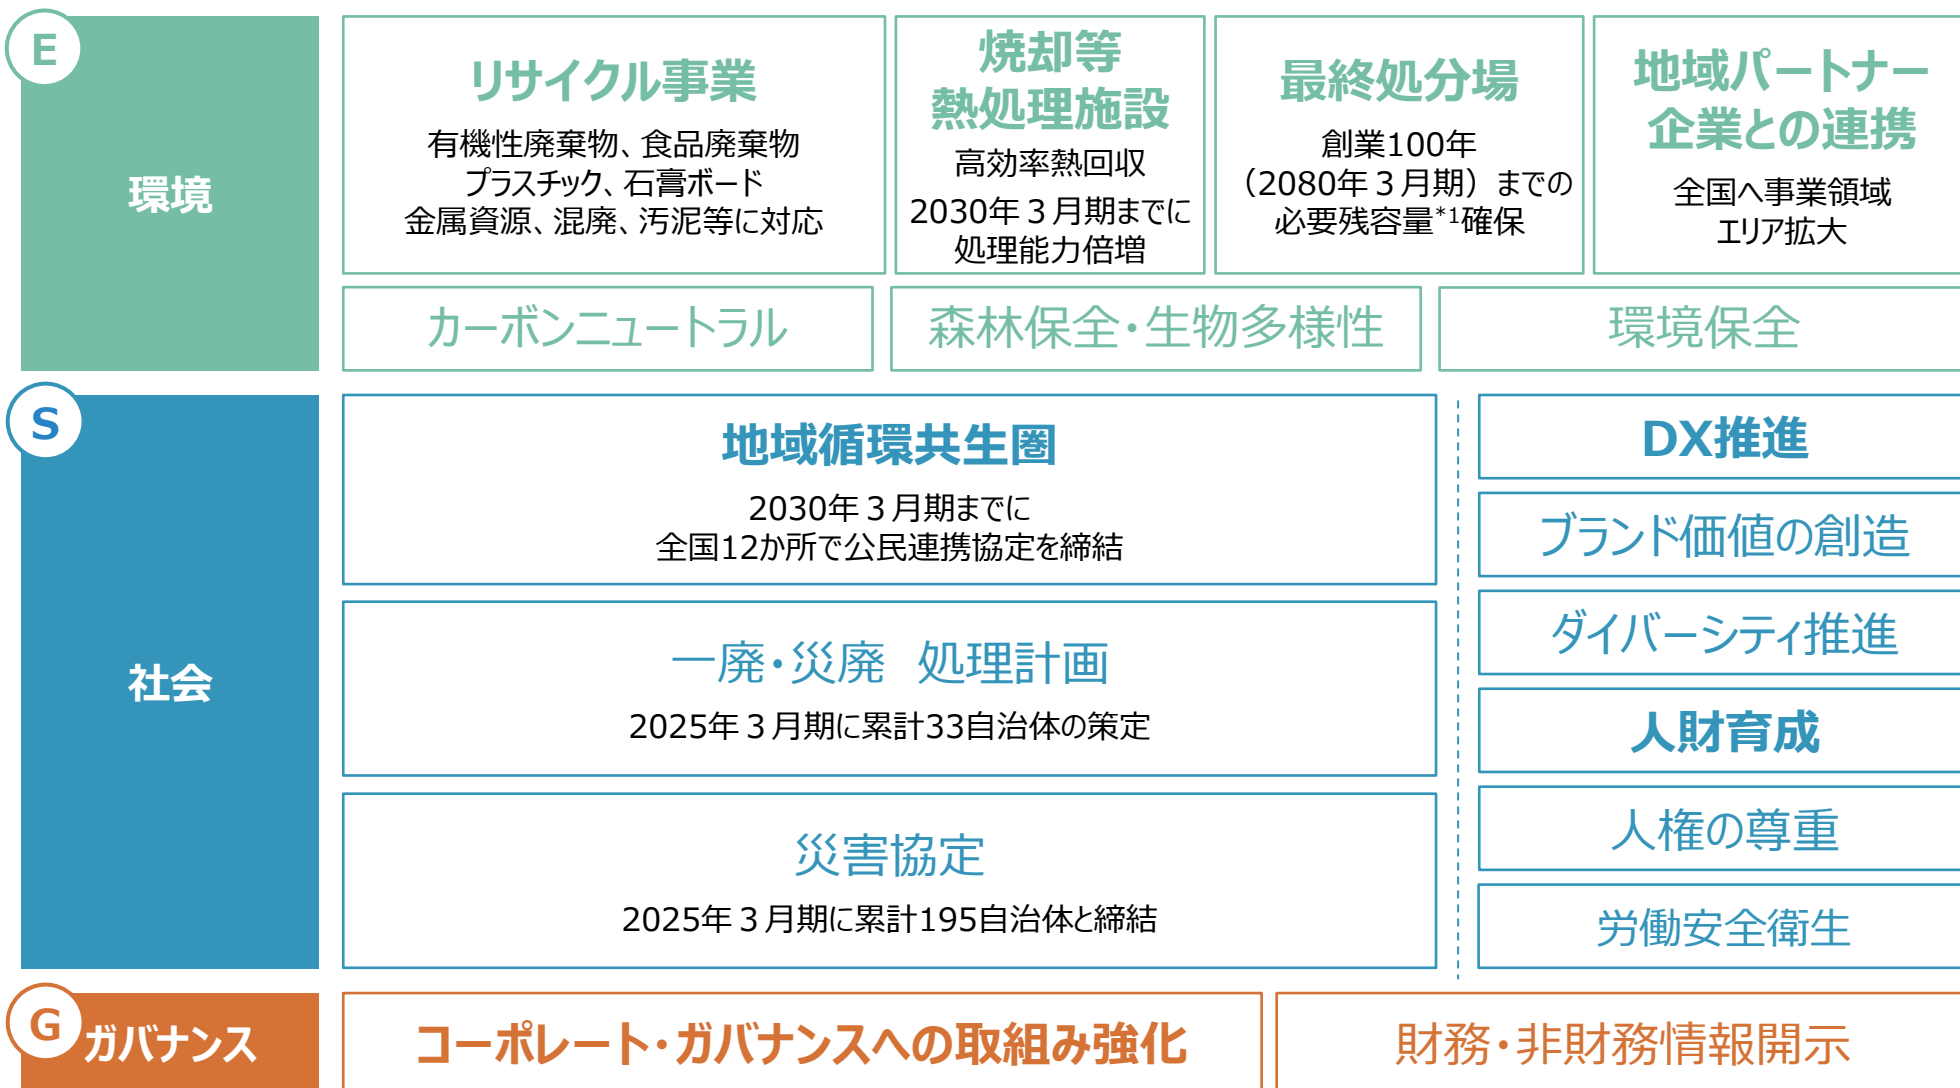 E
環境
リサイクル事業
有機性廃棄物、食品廃棄物
プラスチック、石膏ボード
金属資源、混廃、汚泥等に対応
焼却等
熱処理施設
高効率熱回収
2030年３月期までに
処理能力倍増
最終処分場
創業100年
（2080年３月期）までの
必要残容量*1確保
地域パートナー
企業との連携
全国へ事業領域
エリア拡大
カーボンニュートラル
森林保全・生物多様性
環境保全
S
社会
地域循環共生圏
2030年３月期までに
全国12か所で公民連携協定を締結
一廃・災廃　処理計画
2025年３月期に累計33自治体の策定
災害協定
2025年３月期に累計195自治体と締結
DX推進
ブランド価値の創造
ダイバーシティ推進
人財育成
人権の尊重
労働安全衛生
G
ガバナンス
コーポレート・ガバナンスへの取組み強化
財務・非財務情報開示